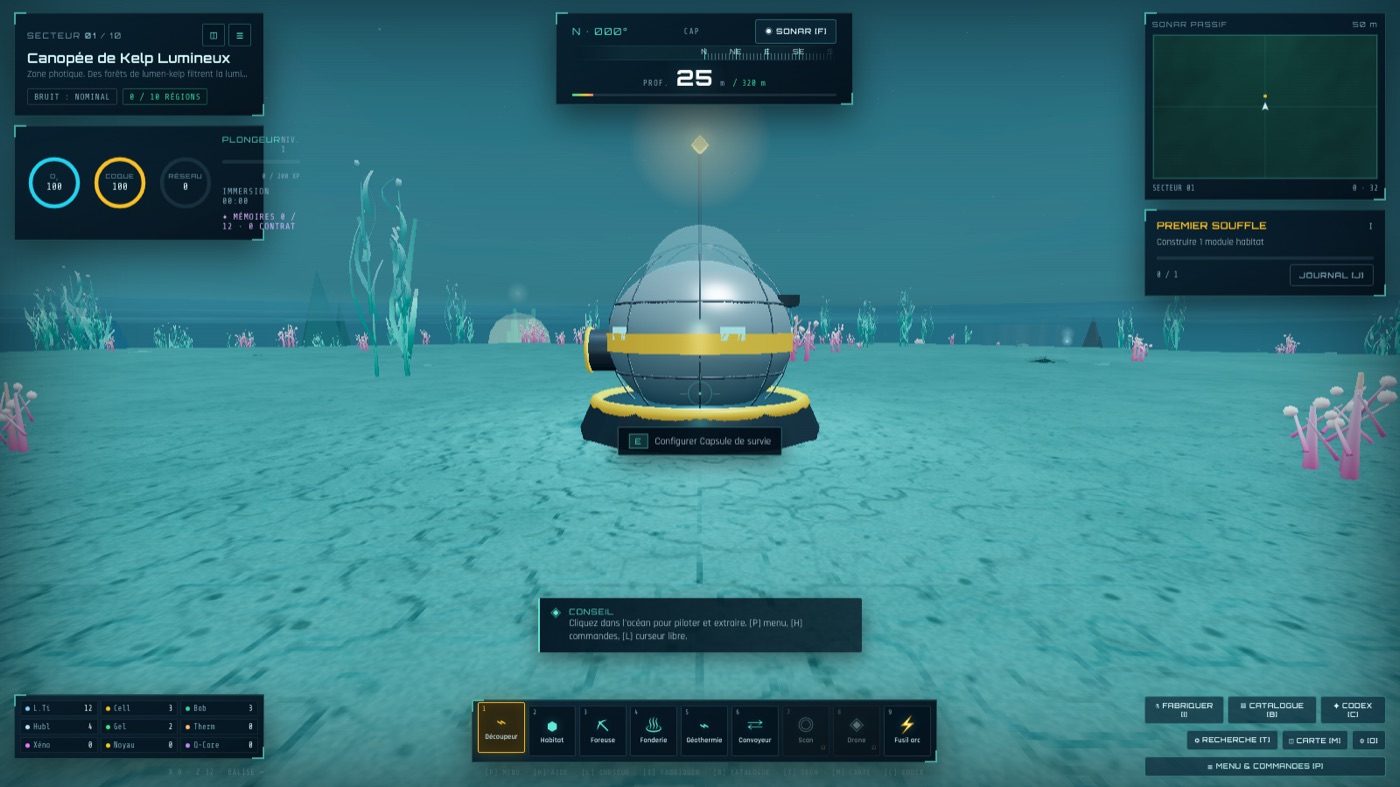 SECTEUR 01 / 10
Canopée de Kelp Lumineux
Zone photique. Des forêts de lumen-kelp filtrent la lumi...
BRUIT : NOMINAL
0 / 10 RÉGIONS
O₂
100
COQUE
100
RÉSEAU
0
PLONGEUR
NIV. 1
0 / 200 XP
IMMERSION
00:00
✦ MÉMOIRES 0 /
12 · 0 CONTRAT
N · 000°
CAP
SONAR [F]
N NE E SE S
PROF. 25 m / 320 m
SONAR PASSIF
50 m
SECTEUR 01
0 · 32
PREMIER SOUFFLE
I
Construire 1 module habitat
0 / 1
JOURNAL [J]
E Configurer Capsule de survie
CONSEIL
Cliquez dans l'océan pour piloter et extraire. [P] menu, [H]
commandes, [L] curseur libre.
L.Ti 12
Cell 3
Bob 3
Hubl 4
Gel 2
Therm 0
Xéno 0
Noyau 0
Q-Core 0
1 Découpeur
2 Habitat
3 Foreuse
4 Fonderie
5 Géothermie
6 Convoyeur
7 Scan
8 Drone
9 Fusil arc
FABRIQUER
[I]
CATALOGUE
[B]
CODEX
[C]
RECHERCHE [T]
CARTE [M]
[O]
MENU & COMMANDES [P]